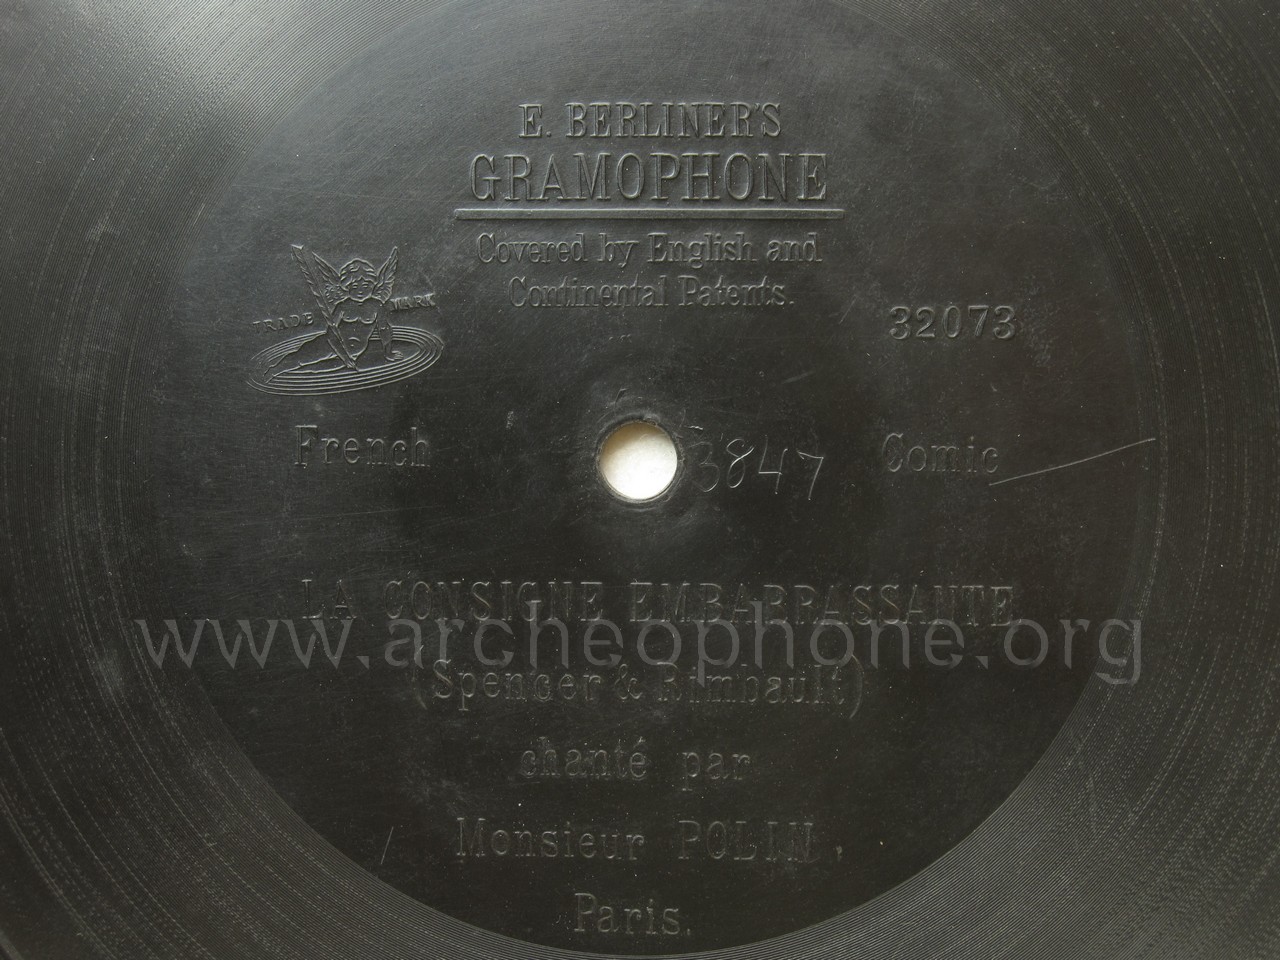 E. BERLINER'S
GRAMOPHONE
Covered by English and
Continental Patents.
TRADE MARK
32073
French
3847
Comic
LA CONSIGNE EMBARRASSANTE
www.archeophone.org
(Spencer & Rimbault)
chanté par
Monsieur POLIN,
Paris.